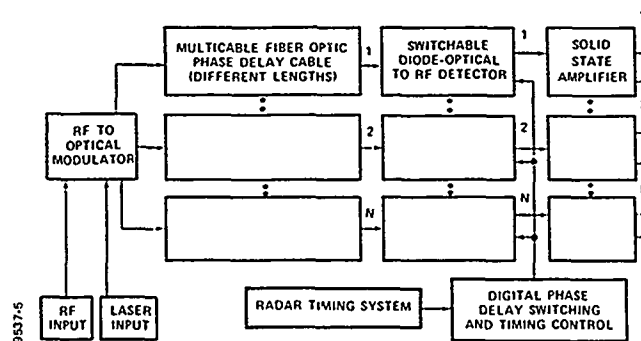 MULTICABLE FIBER OPTIC
PHASE DELAY CABLE
(DIFFERENT LENGTHS)
1
SWITCHABLE
DIODE-OPTICAL
TO RF DETECTOR
1
SOLID
STATE
AMPLIFIER
RF TO
OPTICAL
MODULATOR
2
2
N
N
RF
INPUT
LASER
INPUT
RADAR TIMING SYSTEM
DIGITAL PHASE
DELAY SWITCHING
AND TIMING CONTROL
9537-5